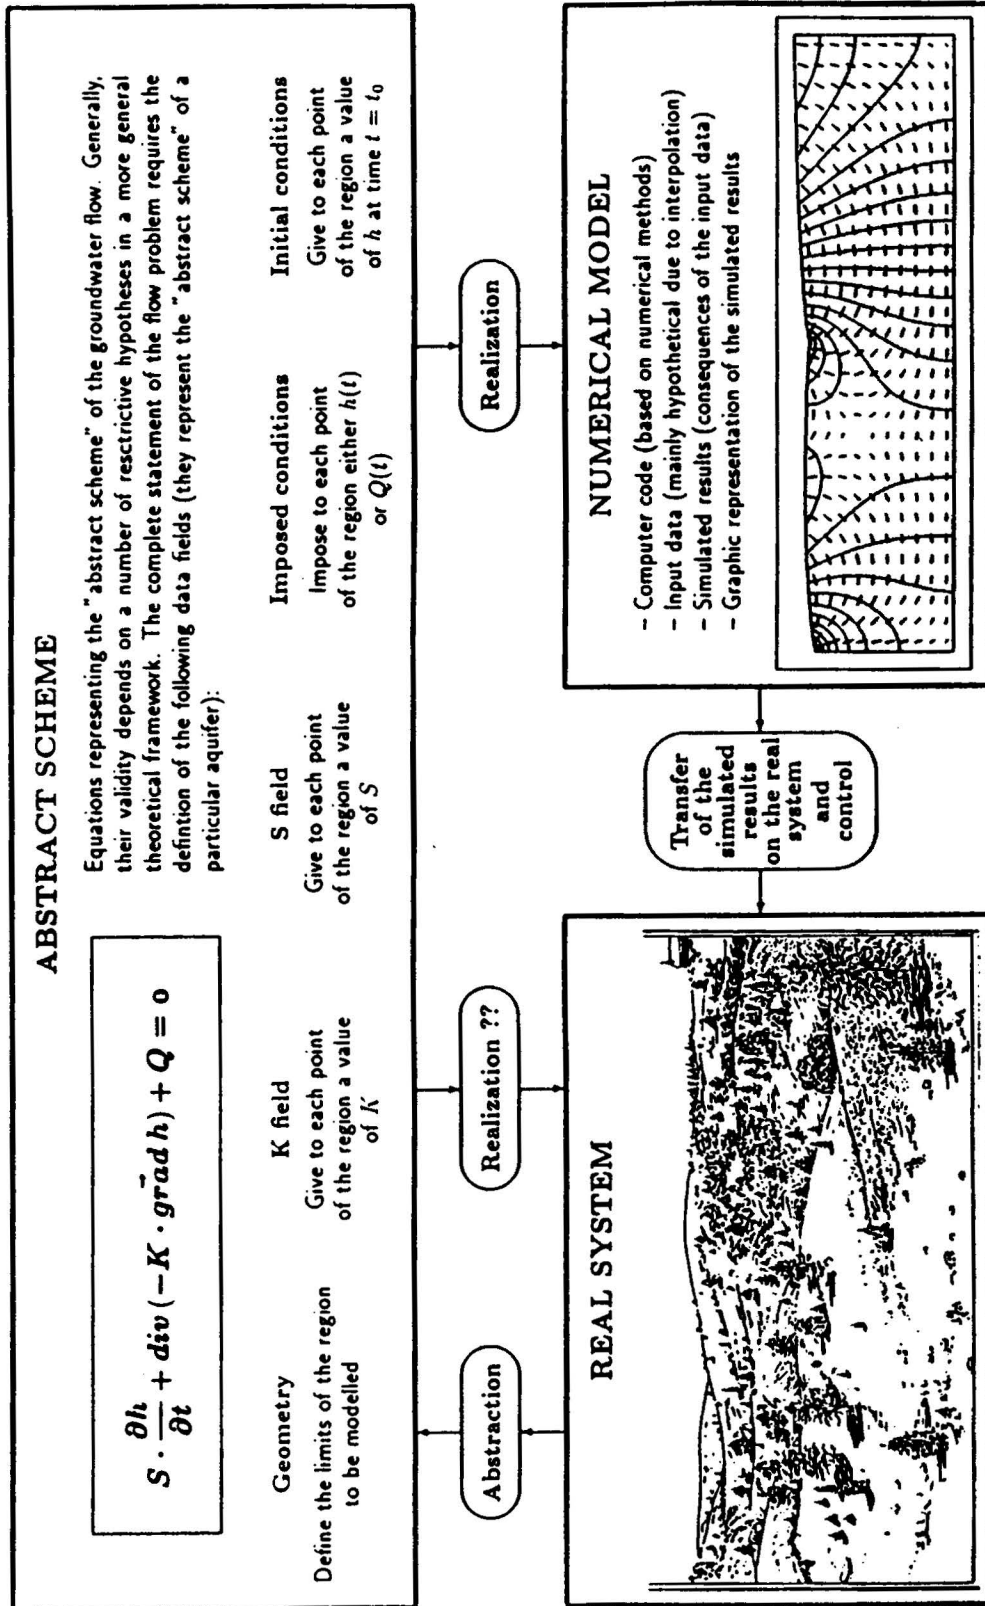 ABSTRACT SCHEME
S · ∂h/∂t + div (−K · grād h) + Q = 0
Equations representing the "abstract scheme" of the groundwater flow. Generally,
their validity depends on a number of resctrictive hypotheses in a more general
theoretical framework. The complete statement of the flow problem requires the
defintion of the following data fields (they represent the "abstract scheme" of a
particular aquifer):
Geometry
Define the limits of the region
to be modelled
K field
Give to each point
of the region a value
of K
S field
Give to each point
of the region a value
of S
Imposed conditions
Impose to each point
of the region either h(t)
or Q(t)
Initial conditions
Give to each point
of the region a value
of h at time t = t₀
Abstraction
Realization ??
Realization
REAL SYSTEM
Transfer
of the
simulated
results
on the real
system
and
control
NUMERICAL MODEL
– Computer code (based on numerical methods)
– Input data (mainly hypothetical due to interpolation)
– Simulated results (consequences of the input data)
– Graphic representation of the simulated results